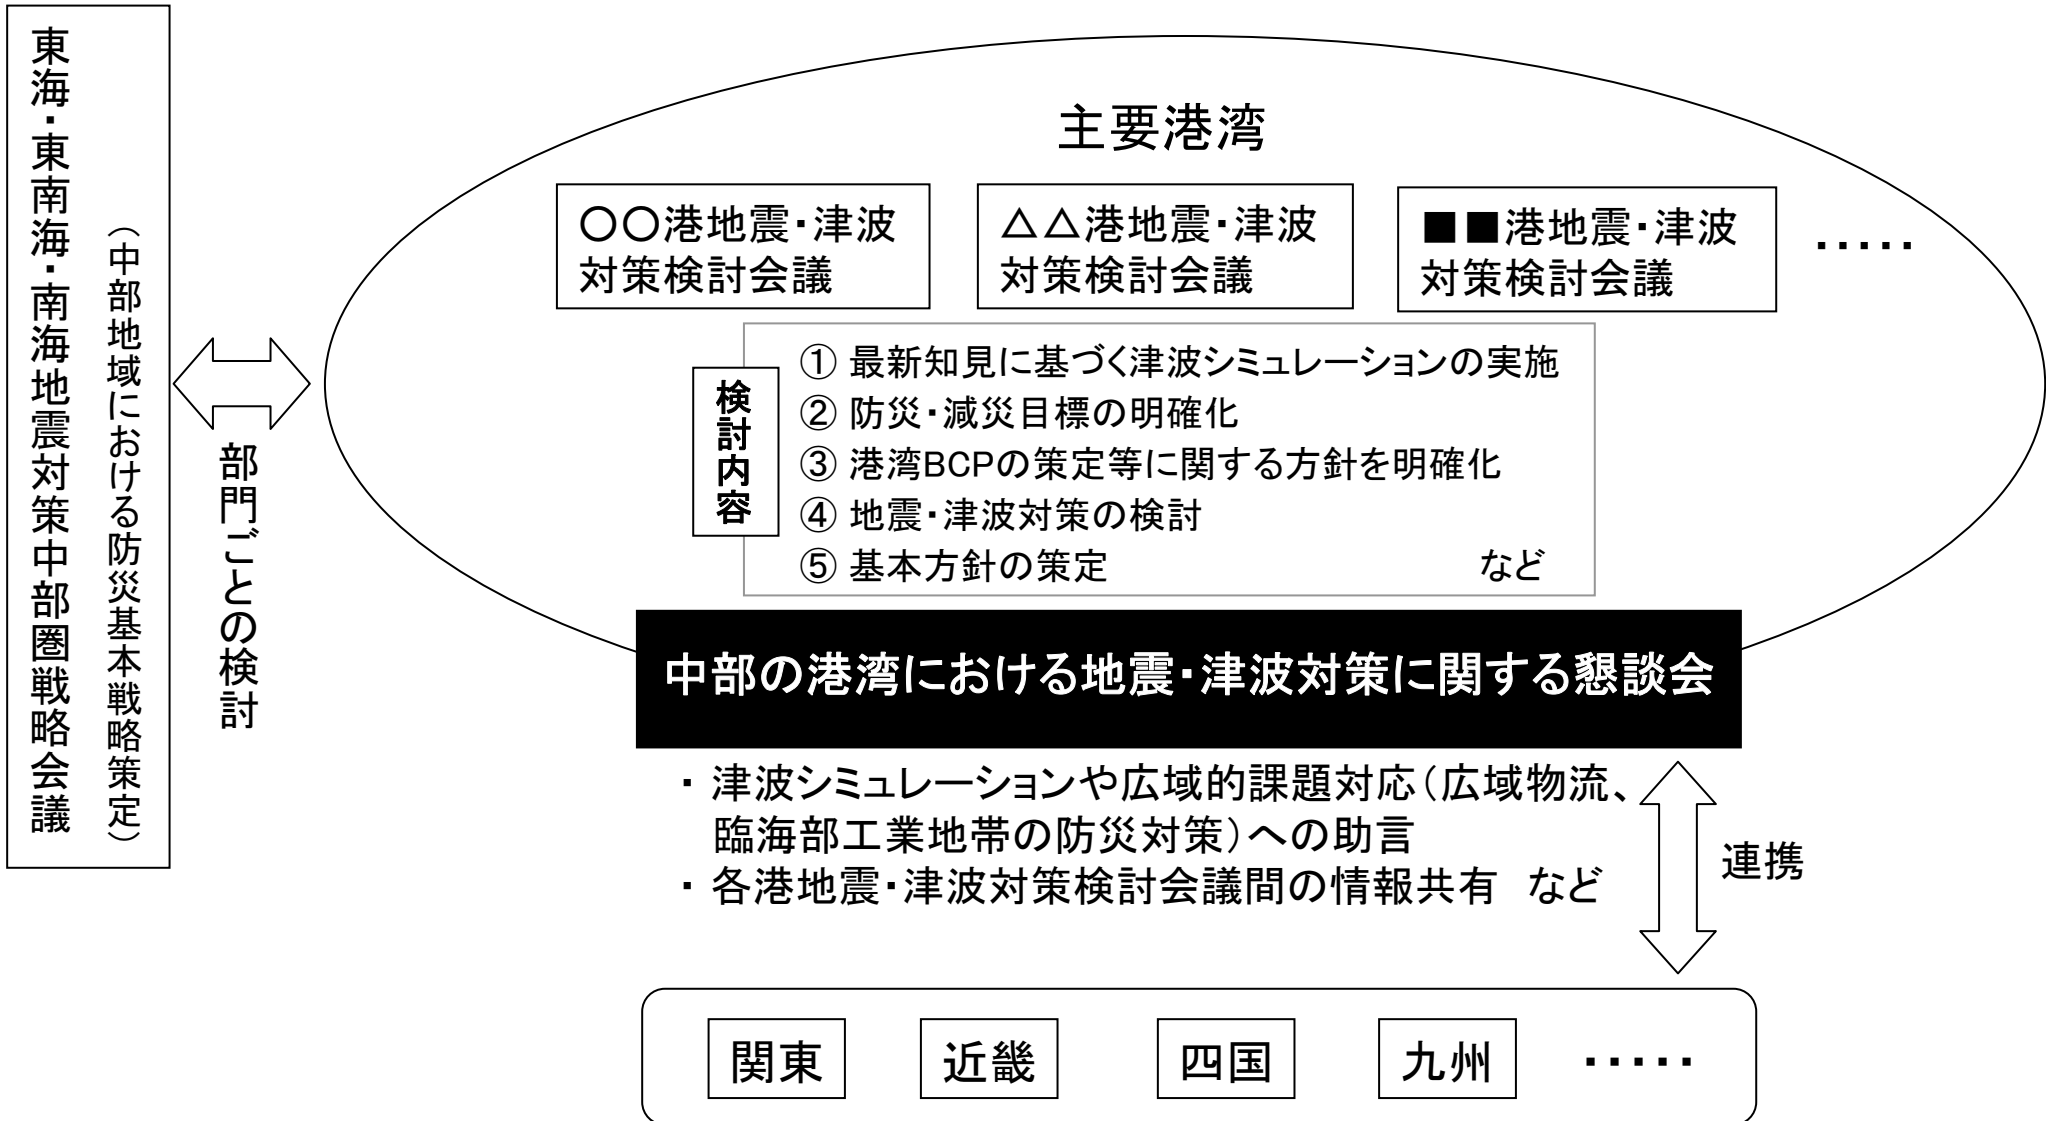 東海・東南海・南海地震対策中部圏戦略会議
（中部地域における防災基本戦略策定）
部門ごとの検討
主要港湾
〇〇港地震・津波
対策検討会議
△△港地震・津波
対策検討会議
■■港地震・津波
対策検討会議
・・・・・
検討内容
① 最新知見に基づく津波シミュレーションの実施
② 防災・減災目標の明確化
③ 港湾BCPの策定等に関する方針を明確化
④ 地震・津波対策の検討
⑤ 基本方針の策定　など
中部の港湾における地震・津波対策に関する懇談会
・ 津波シミュレーションや広域的課題対応（広域物流、
臨海部工業地帯の防災対策）への助言
・ 各港地震・津波対策検討会議間の情報共有　など
連携
関東
近畿
四国
九州
・・・・・